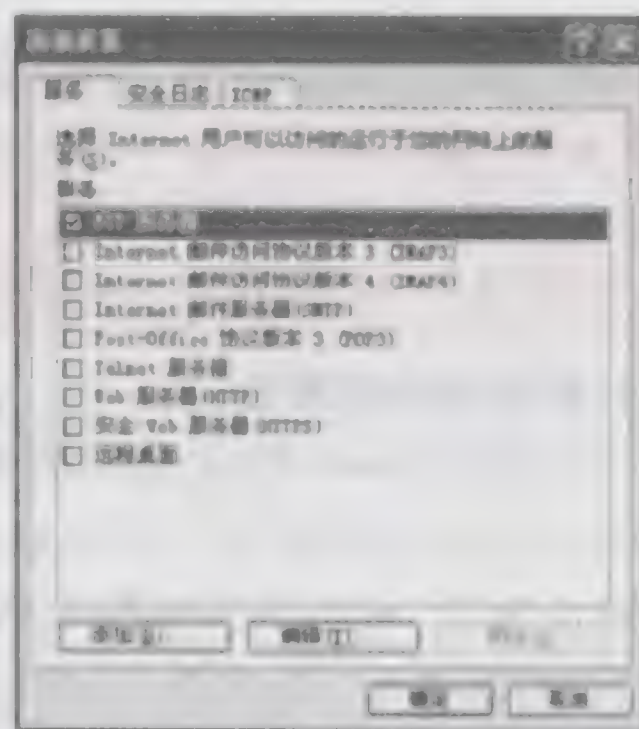 服务 安全日志 ICMP
选择 Internet 用户可以访问的运行于您的网络上的服
务(S)。
服务
FTP 服务器
Internet 邮件访问协议版本 3 (IMAP3)
Internet 邮件访问协议版本 4 (IMAP4)
Internet 邮件服务器(SMTP)
Post-Office 协议版本 3 (POP3)
Telnet 服务器
Web 服务器(HTTP)
安全 Web 服务器(HTTPS)
远程桌面
编辑(T)...